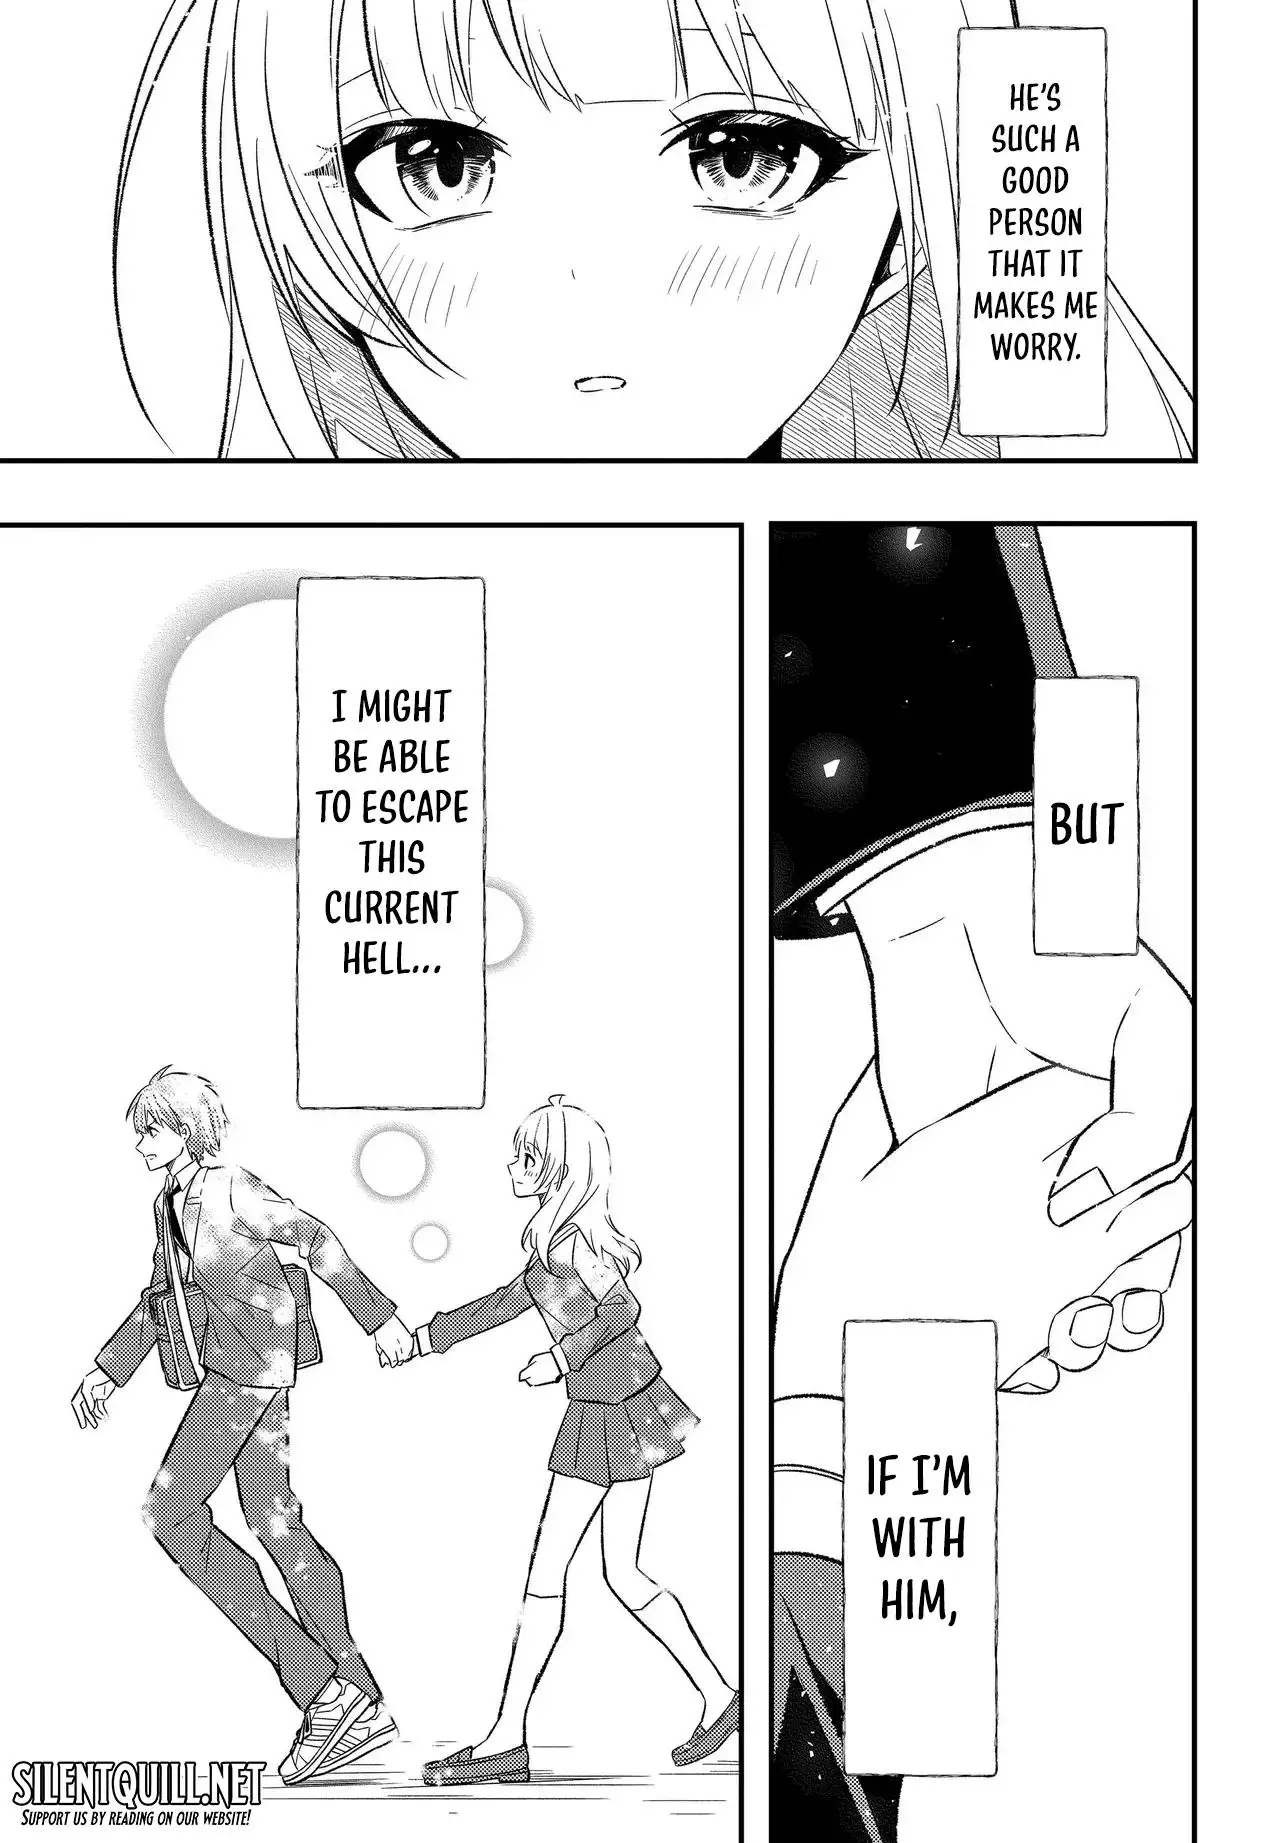 HE'S
SUCH A
GOOD
PERSON
THAT IT
MAKES ME
WORRY.
BUT
IF I'M
WITH
HIM,
I MIGHT
BE ABLE
TO ESCAPE
THIS
CURRENT
HELL...
SILENTQUILL.NET
SUPPORT US BY READING ON OUR WEBSITE!